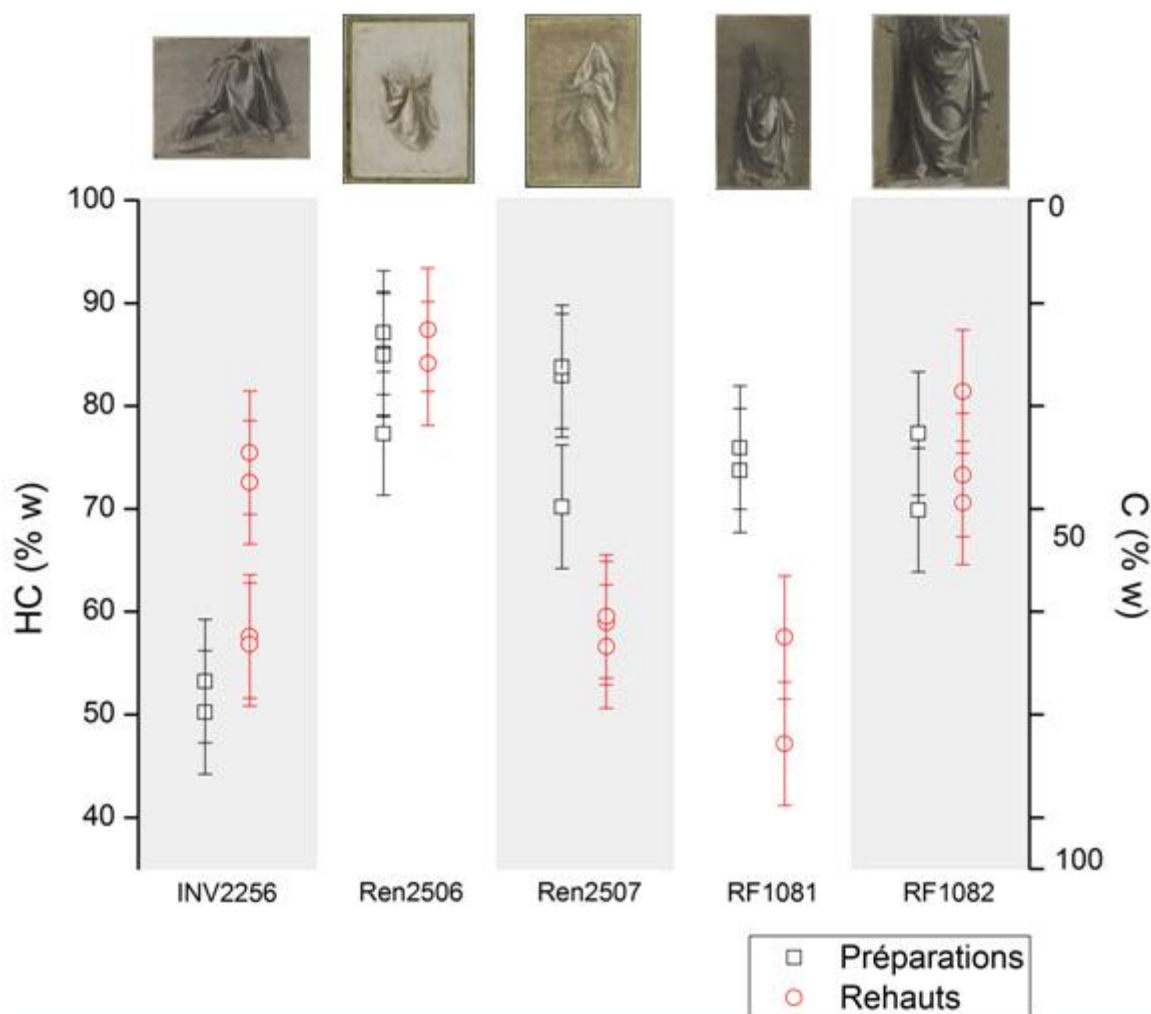 100
90
80
70
60
50
40
HC (% w)
0
50
100
C (% w)
INV2256
Ren2506
Ren2507
RF1081
RF1082
Préparations
Rehauts